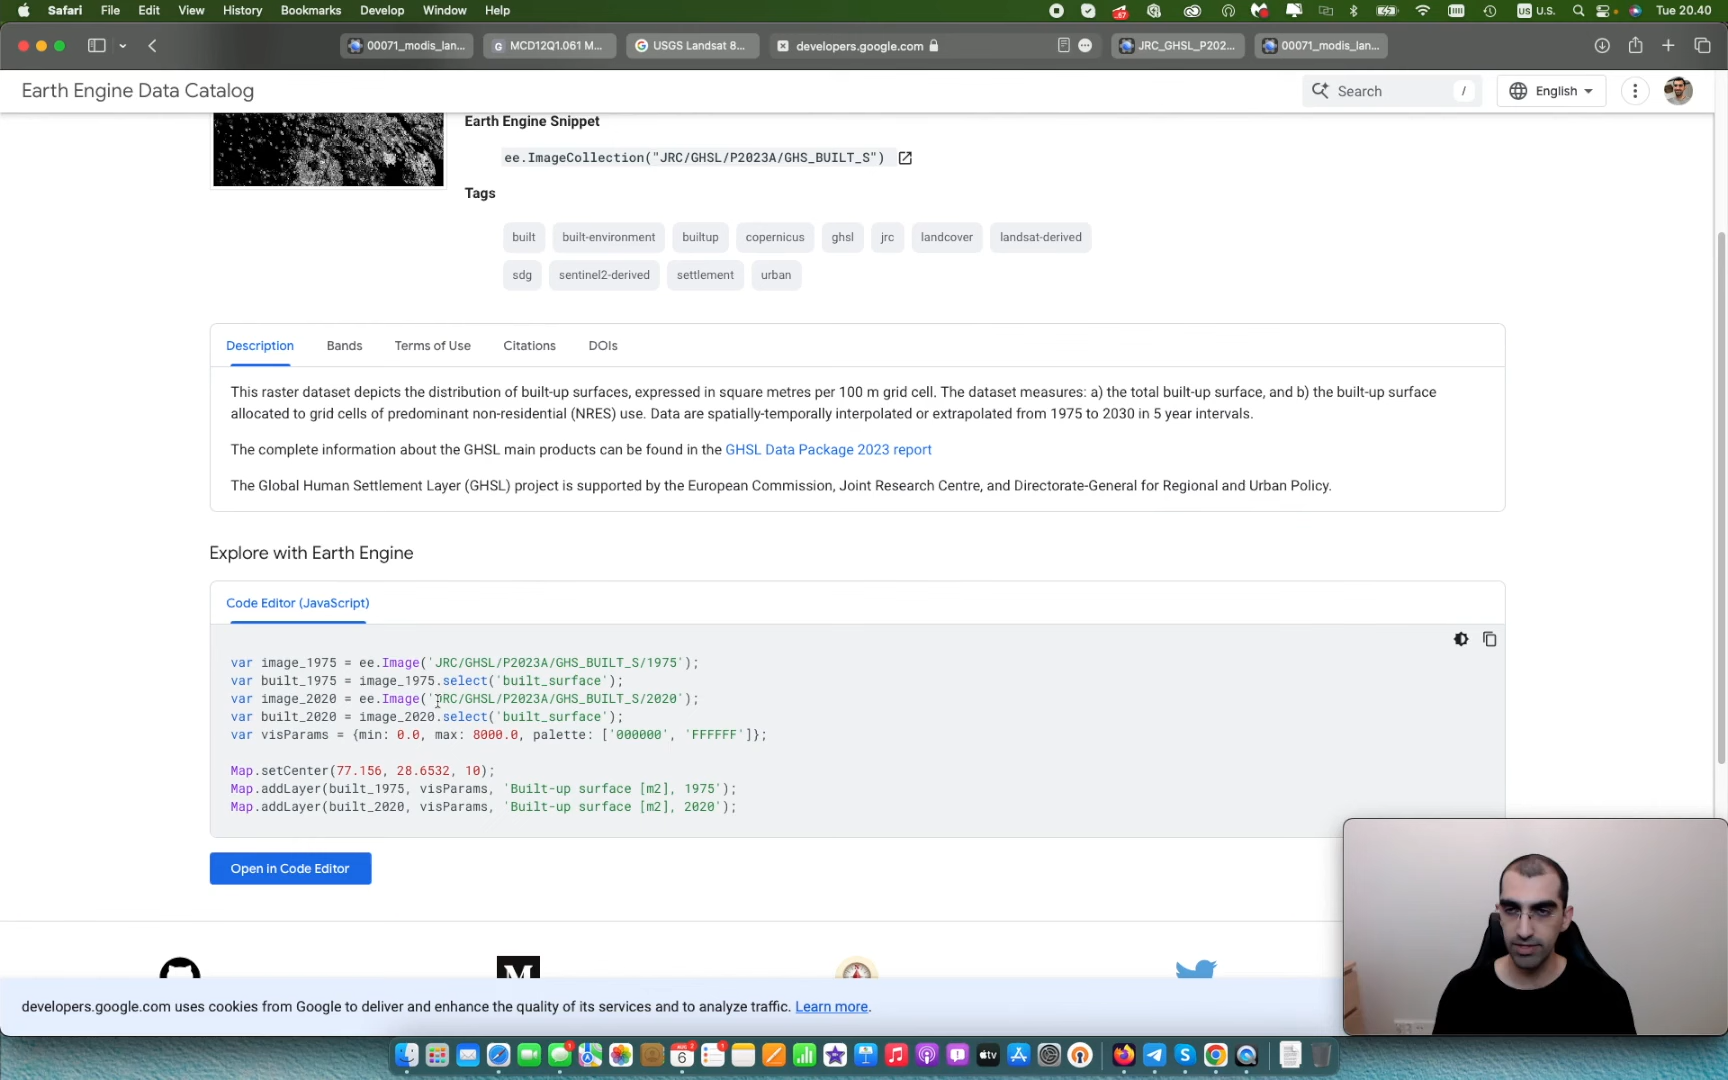 Safari File Edit View History Bookmarks Develop Window Help U.S. Tue 20.40
00071_modis_lan... MCD12Q1.061 M... USGS Landsat 8... developers.google.com JRC_GHSL_P202... 00071_modis_lan...
Earth Engine Data Catalog Search / English
Earth Engine Snippet
ee.ImageCollection("JRC/GHSL/P2023A/GHS_BUILT_S")
Tags
built built-environment builtup copernicus ghsl jrc landcover landsat-derived
sdg sentinel2-derived settlement urban
Description Bands Terms of Use Citations DOIs
This raster dataset depicts the distribution of built-up surfaces, expressed in square metres per 100 m grid cell. The dataset measures: a) the total built-up surface, and b) the built-up surface
allocated to grid cells of predominant non-residential (NRES) use. Data are spatially-temporally interpolated or extrapolated from 1975 to 2030 in 5 year intervals.
The complete information about the GHSL main products can be found in the GHSL Data Package 2023 report
The Global Human Settlement Layer (GHSL) project is supported by the European Commission, Joint Research Centre, and Directorate-General for Regional and Urban Policy.
Explore with Earth Engine
Code Editor (JavaScript)
var image_1975 = ee.Image('JRC/GHSL/P2023A/GHS_BUILT_S/1975');
var built_1975 = image_1975.select('built_surface');
var image_2020 = ee.Image('JRC/GHSL/P2023A/GHS_BUILT_S/2020');
var built_2020 = image_2020.select('built_surface');
var visParams = {min: 0.0, max: 8000.0, palette: ['000000', 'FFFFFF']};
Map.setCenter(77.156, 28.6532, 10);
Map.addLayer(built_1975, visParams, 'Built-up surface [m2], 1975');
Map.addLayer(built_2020, visParams, 'Built-up surface [m2], 2020');
Open in Code Editor
developers.google.com uses cookies from Google to deliver and enhance the quality of its services and to analyze traffic. Learn more.